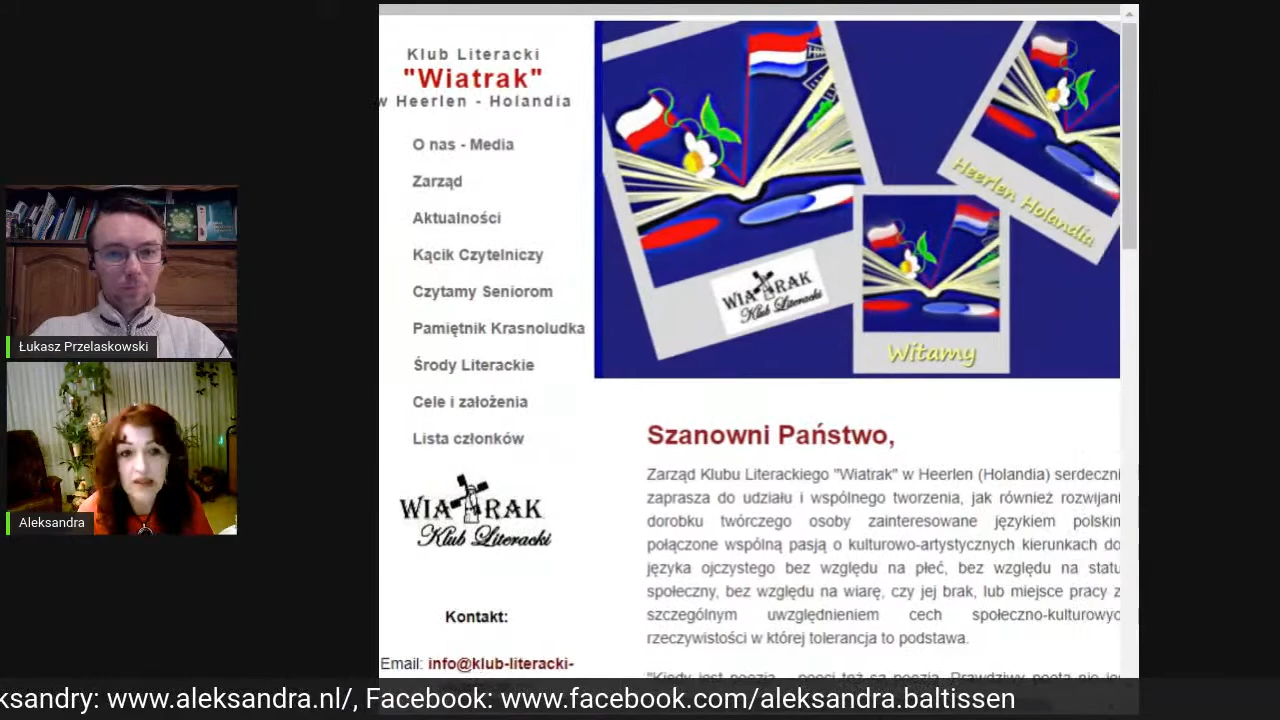 Klub Literacki
"Wiatrak"
w Heerlen - Holandia
O nas - Media
Zarząd
Aktualności
Kącik Czytelniczy
Czytamy Seniorom
Pamiętnik Krasnoludka
Środy Literackie
Cele i założenia
Lista członków
WIATRAK
Klub Literacki
Kontakt:
Email: info@klub-literacki-
WIATRAK
Klub Literacki
Heerlen Holandia
Witamy
Szanowni Państwo,
Zarząd Klubu Literackiego "Wiatrak" w Heerlen (Holandia) serdeczni
zaprasza do udziału i wspólnego tworzenia, jak również rozwijani
dorobku twórczego osoby zainteresowane językiem polskin
połączone wspólną pasją o kulturowo-artystycznych kierunkach do
języka ojczystego bez względu na płeć, bez względu na statu
społeczny, bez względu na wiarę, czy jej brak, lub miejsce pracy z
szczególnym uwzględnieniem cech społeczno-kulturowyc
rzeczywistości w której tolerancja to podstawa.
Łukasz Przelaskowski
Aleksandra
ksandry: www.aleksandra.nl/, Facebook: www.facebook.com/aleksandra.baltissen